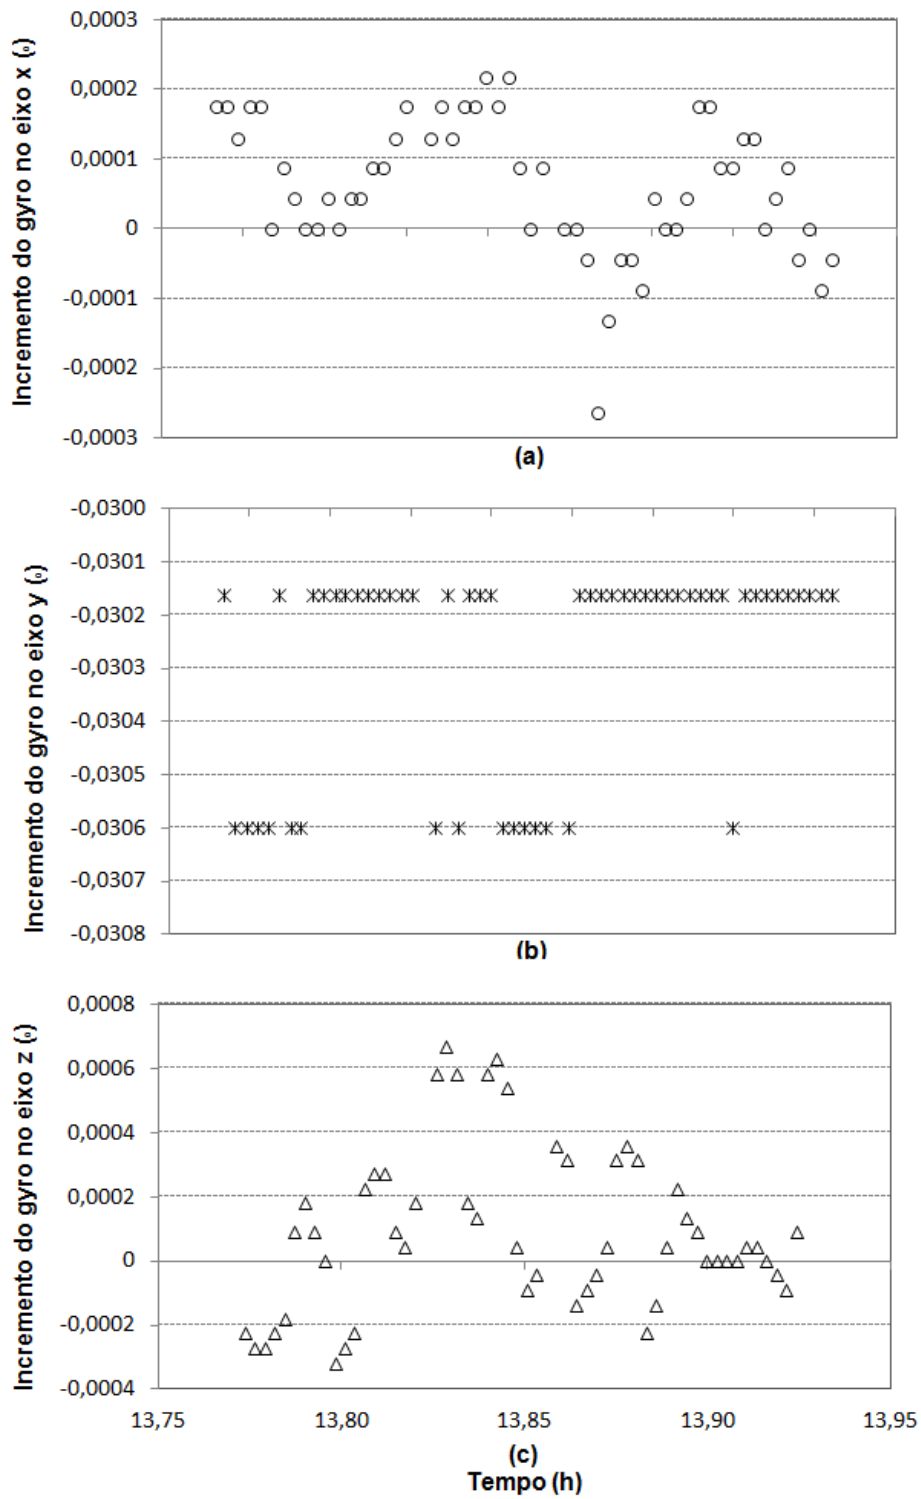 Incremento do gyro no eixo x (º)
0,0003
0,0002
0,0001
0
-0,0001
-0,0002
-0,0003
(a)
Incremento do gyro no eixo y (º)
-0,0300
-0,0301
-0,0302
-0,0303
-0,0304
-0,0305
-0,0306
-0,0307
-0,0308
(b)
Incremento do gyro no eixo z (º)
0,0008
0,0006
0,0004
0,0002
0
-0,0002
-0,0004
13,75 13,80 13,85 13,90 13,95
(c)
Tempo (h)